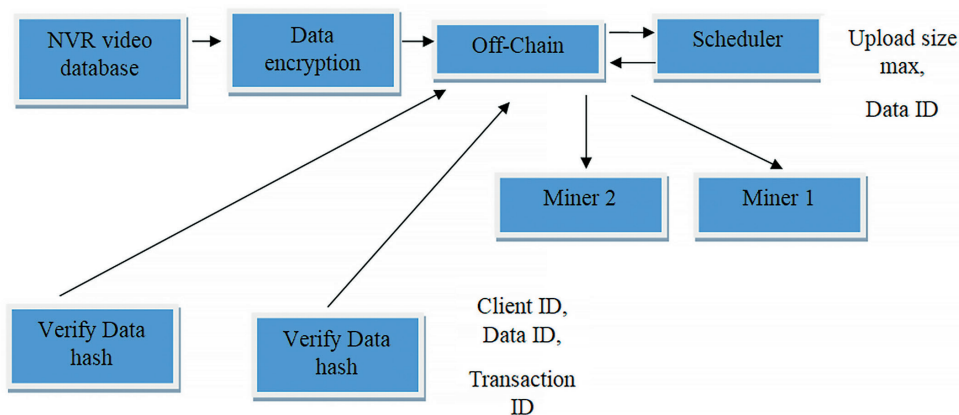 NVR video
database
Data
encryption
Off-Chain
Scheduler
Upload size
max,
Data ID
Miner 2
Miner 1
Verify Data
hash
Verify Data
hash
Client ID,
Data ID,
Transaction
ID